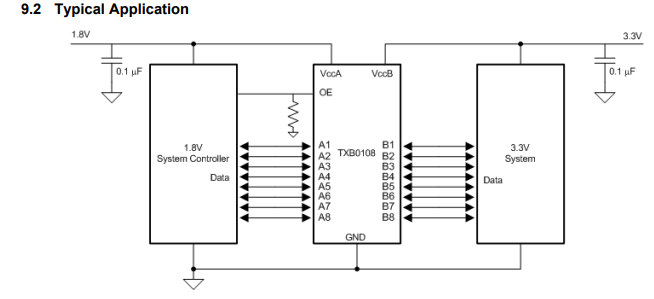 9.2 Typical Application
1.8V
3.3V
0.1 µF
0.1 µF
VccA VccB
OE
1.8V
System Controller
Data
A1
A2
A3
A4
A5
A6
A7
A8
TXB0108
B1
B2
B3
B4
B5
B6
B7
B8
3.3V
System
Data
GND